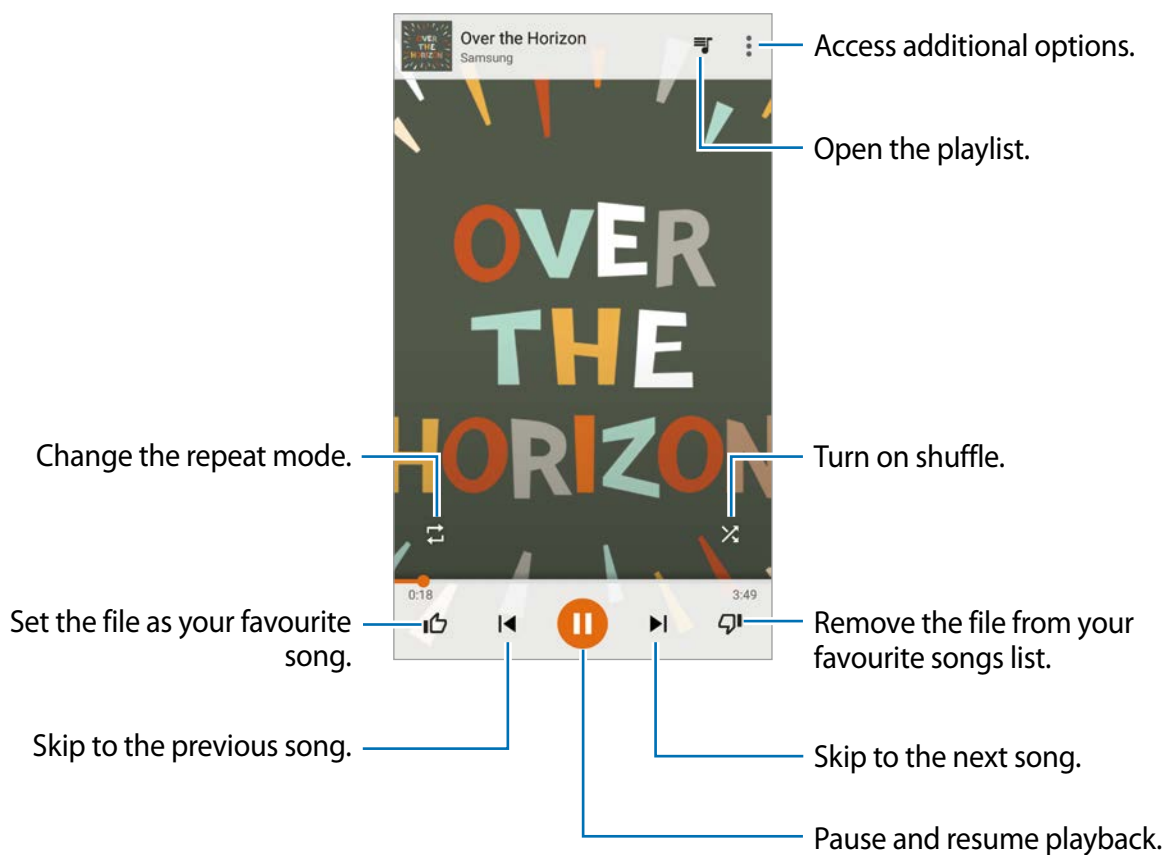 OVER
THE
HORIZON
Over the Horizon
Samsung
Access additional options.
Open the playlist.
OVER
THE
HORIZON
Change the repeat mode.
Turn on shuffle.
0:18
3:49
Set the file as your favourite
song.
Remove the file from your
favourite songs list.
Skip to the previous song.
Skip to the next song.
Pause and resume playback.